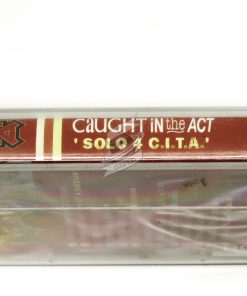 CaUGHT iN the ACT
'SOLO 4 C.I.T.A.'